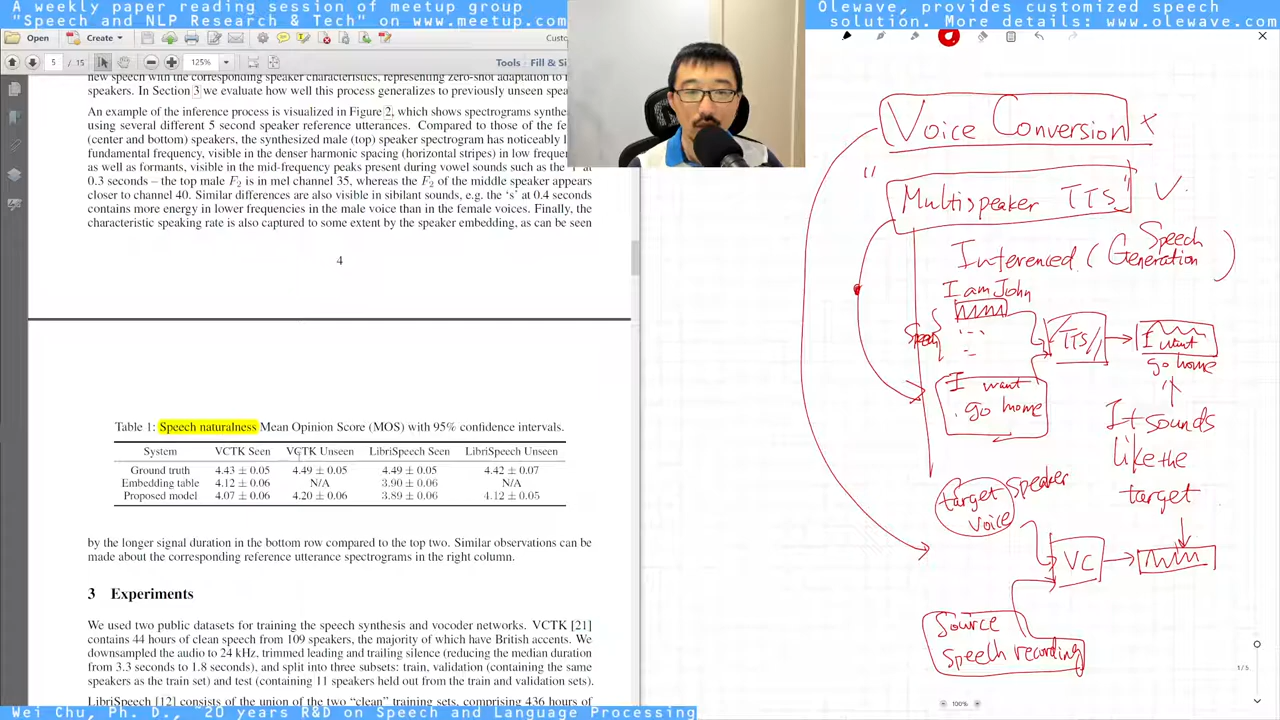 A weekly paper reading series of meetup group
"Speech and NLP Research & Tech" on www.meetup.com.
Olewave, provides customized speech
solution. More details: www.olewave.com
Open
Create
Cust
5 / 15
125%
Tools
Fill & Si
new speech with the corresponding speaker characteristics, representing zero-shot adaptation to
speakers. In Section 3 we evaluate how well this process generalizes to previously unseen spea
An example of the inference process is visualized in Figure 2, which shows spectrograms synthe
using several different 5 second speaker reference utterances. Compared to those of the fe
(center and bottom) speakers, the synthesized male (top) speaker spectrogram has noticeably l
fundamental frequency, visible in the denser harmonic spacing (horizontal stripes) in low frequen
as well as formants, visible in the mid-frequency peaks present during vowel sounds such as the 'i'
0.3 seconds – the top male F2 is in mel channel 35, whereas the F2 of the middle speaker appears
closer to channel 40. Similar differences are also visible in sibilant sounds, e.g. the 's' at 0.4 seconds
contains more energy in lower frequencies in the male voice than in the female voices. Finally, the
characteristic speaking rate is also captured to some extent by the speaker embedding, as can be seen
4
Table 1: Speech naturalness Mean Opinion Score (MOS) with 95% confidence intervals.
System VCTK Seen VCTK Unseen LibriSpeech Seen LibriSpeech Unseen
Ground truth 4.43 ± 0.05 4.49 ± 0.05 4.49 ± 0.05 4.42 ± 0.07
Embedding table 4.12 ± 0.06 N/A 3.90 ± 0.06 N/A
Proposed model 4.07 ± 0.06 4.20 ± 0.06 3.89 ± 0.06 4.12 ± 0.05
by the longer signal duration in the bottom row compared to the top two. Similar observations can be
made about the corresponding reference utterance spectrograms in the right column.
3 Experiments
We used two public datasets for training the speech synthesis and vocoder networks. VCTK [21]
contains 44 hours of clean speech from 109 speakers, the majority of which have British accents. We
downsampled the audio to 24 kHz, trimmed leading and trailing silence (reducing the median duration
from 3.3 seconds to 1.8 seconds), and split into three subsets: train, validation (containing the same
speakers as the train set) and test (containing 11 speakers held out from the train and validation sets).
LibriSpeech [12] consists of the union of the two “clean” training sets, comprising 436 hours of
Voice Conversion x
"Multispeaker TTS"
Inferenced (Speech Generation)
I am John
Speech
TTS
I want
go home
I want
go home
It sounds
like the
target
target speaker
voice
VC
Source
speech recording
1 / 5
100%
Wei Chu, Ph. D., 20 years R&D on Speech and Language Processing